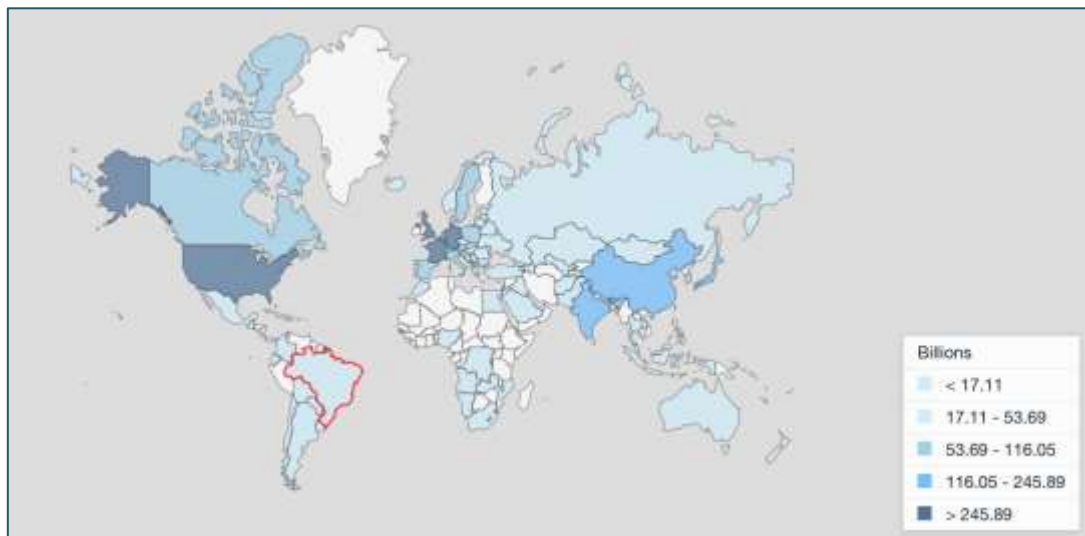 Billions
< 17.11
17.11 - 53.69
53.69 - 116.05
116.05 - 245.89
> 245.89